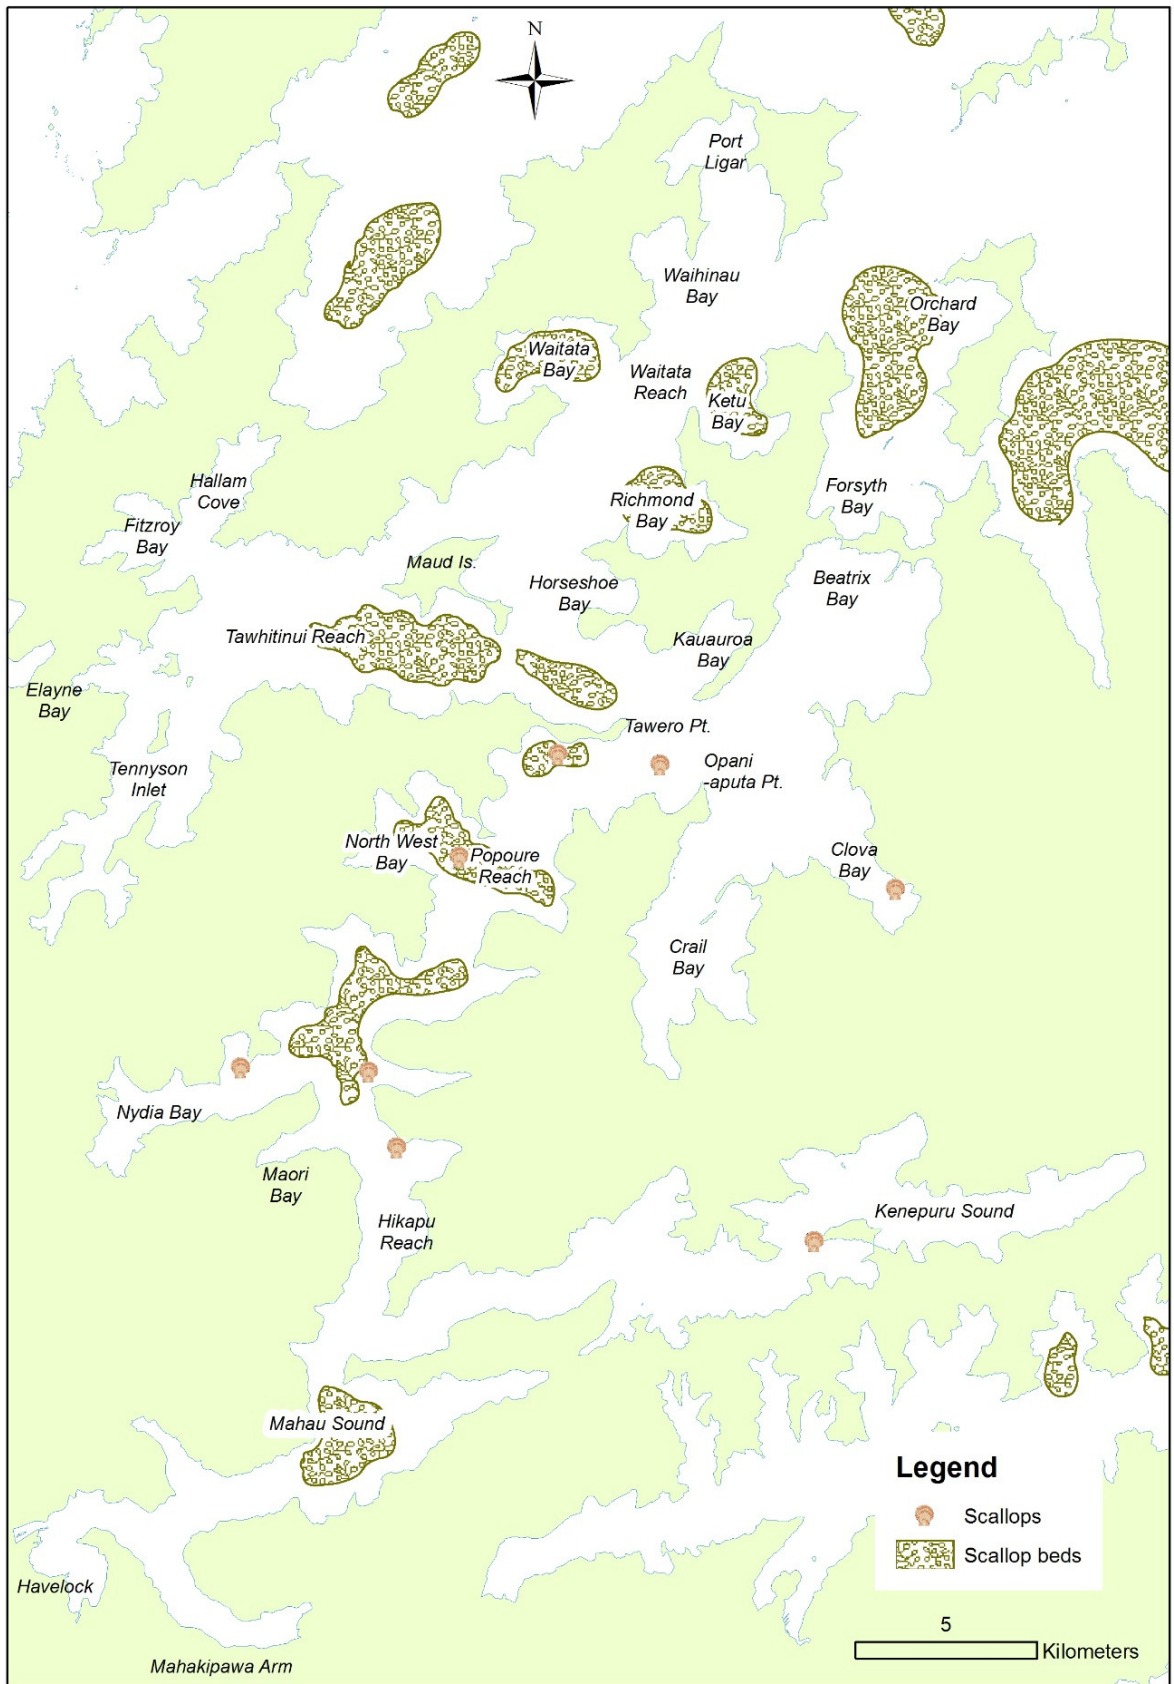 N
Port
Ligar
Waihinau
Bay
Orchard
Bay
Waitata
Bay
Waitata
Reach
Ketu
Bay
Hallam
Cove
Fitzroy
Bay
Richmond
Bay
Forsyth
Bay
Maud Is.
Horseshoe
Bay
Beatrix
Bay
Tawhitinui Reach
Kauauroa
Bay
Elayne
Bay
Tawero Pt.
Tennyson
Inlet
Opani
-aputa Pt.
North West
Bay
Popoure
Reach
Clova
Bay
Crail
Bay
Nydia Bay
Maori
Bay
Hikapu
Reach
Kenepuru Sound
Mahau Sound
Havelock
Mahakipawa Arm
Legend
Scallops
Scallop beds
5
Kilometers